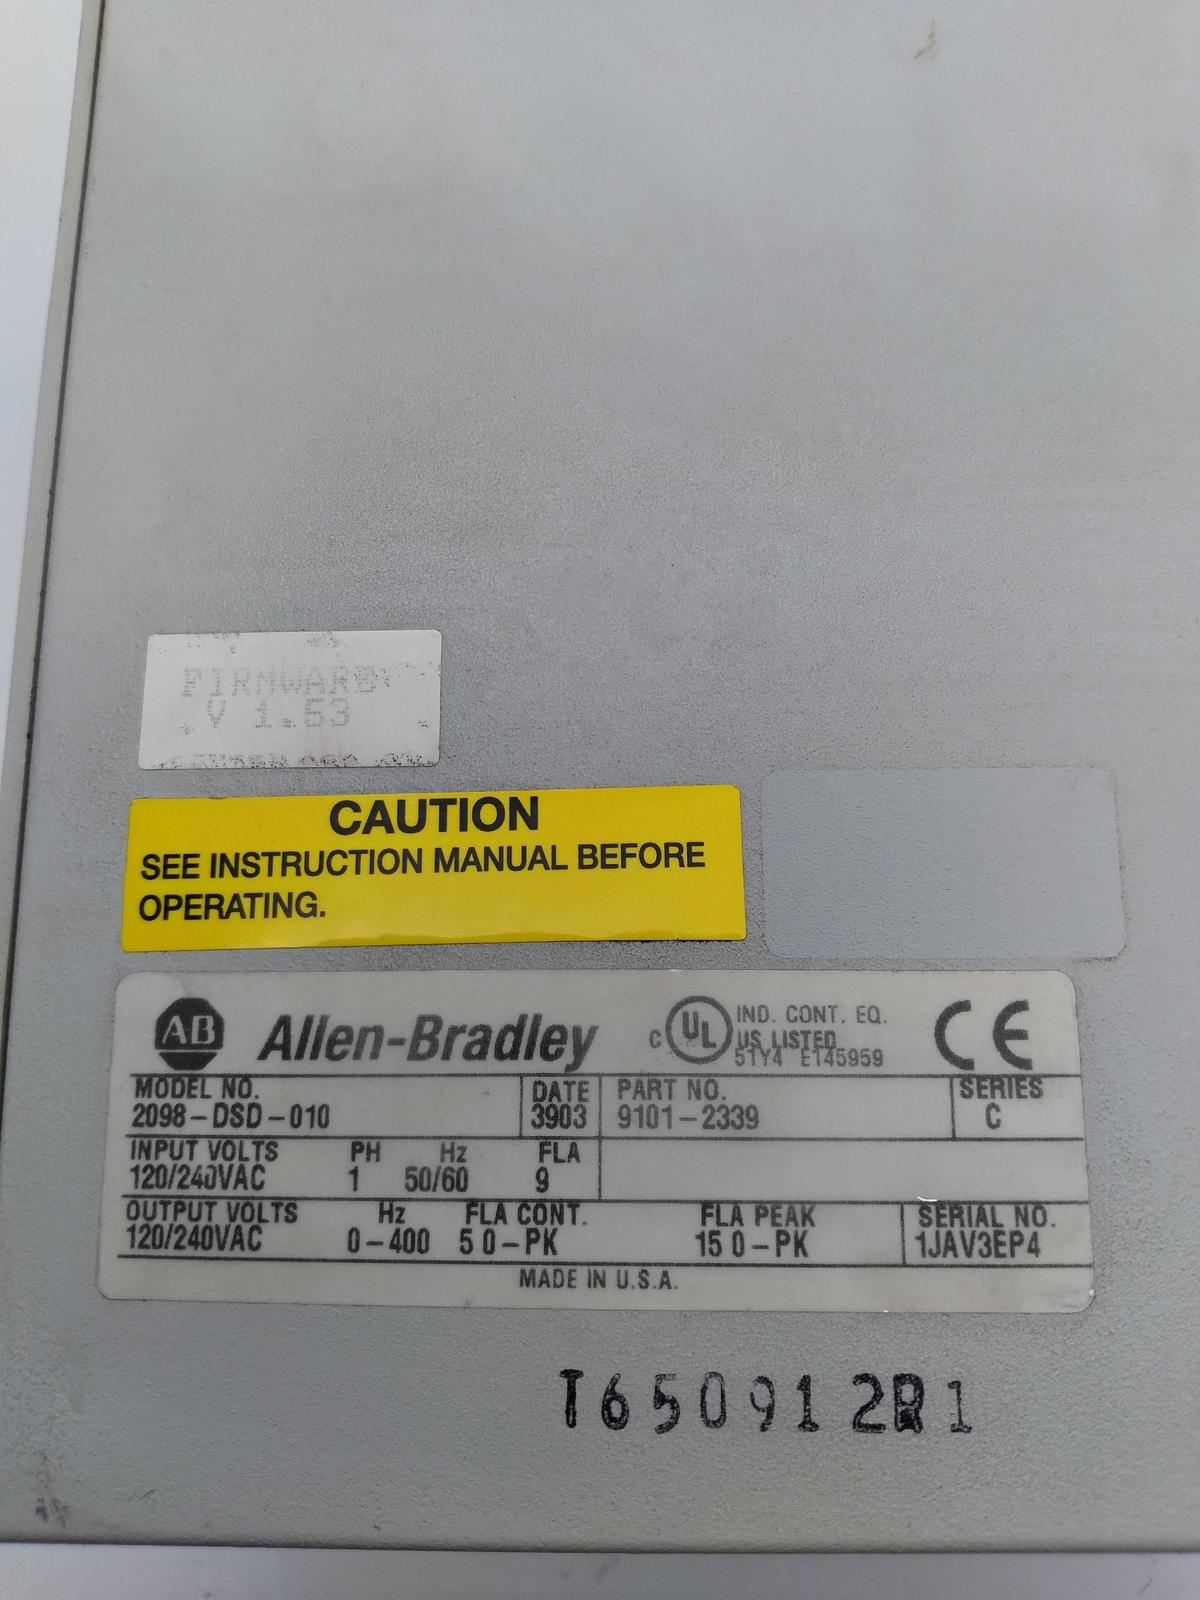 FIRMWARE
V 1.53
CAUTION
SEE INSTRUCTION MANUAL BEFORE
OPERATING.
AB Allen-Bradley
c UL IND. CONT. EQ.
US LISTED
51Y4 E145959
CE
MODEL NO. DATE PART NO. SERIES
2098-DSD-010 3903 9101-2339 C
INPUT VOLTS PH Hz FLA
120/240VAC 1 50/60 9
OUTPUT VOLTS Hz FLA CONT. FLA PEAK SERIAL NO.
120/240VAC 0-400 5 0-PK 15 0-PK 1JAV3EP4
MADE IN U.S.A.
T650912R1